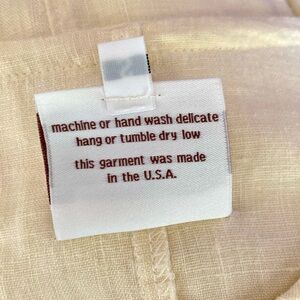 machine or hand wash delicate
hang or tumble dry low
this garment was made
in the U.S.A.